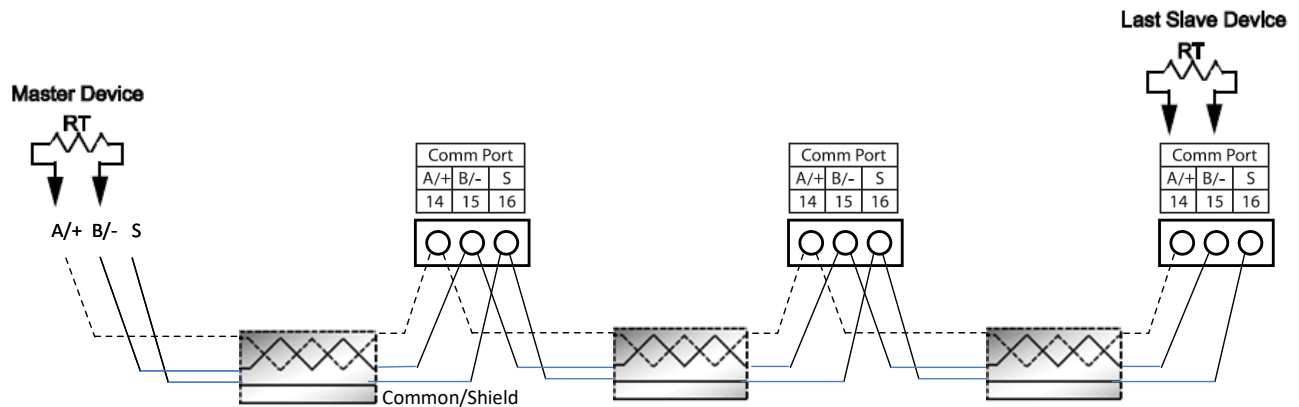 Last Slave Device
RT
Master Device
RT
Comm Port
A/+ B/- S
14 15 16
Comm Port
A/+ B/- S
14 15 16
Comm Port
A/+ B/- S
14 15 16
A/+ B/- S
Common/Shield